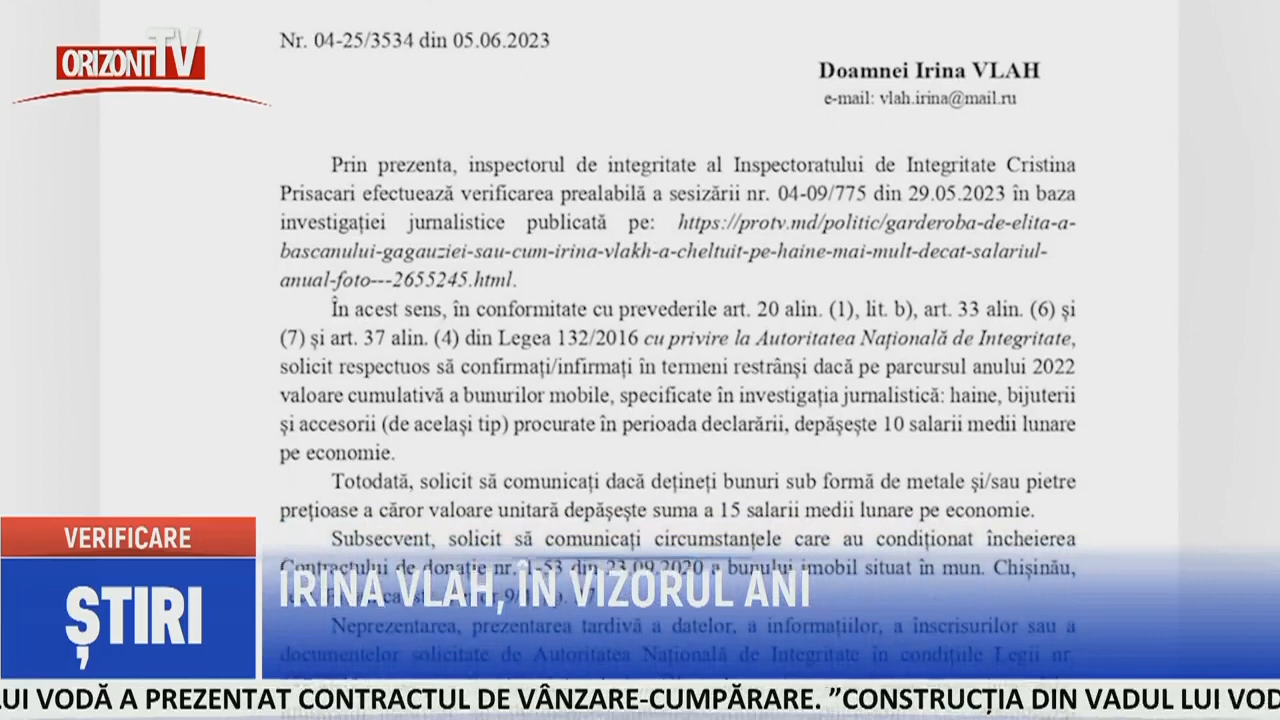 ORIZONT TV
Nr. 04-25/3534 din 05.06.2023
Doamnei Irina VLAH
e-mail: vlah.irina@mail.ru
Prin prezenta, inspectorul de integritate al Inspectoratului de Integritate Cristina
Prisacari efectuează verificarea prealabilă a sesizării nr. 04-09/775 din 29.05.2023 în baza
investigației jurnalistice publicată pe: https://protv.md/politic/garderoba-de-elita-a-
bascanului-gagauziei-sau-cum-irina-vlakh-a-cheltuit-pe-haine-mai-mult-decat-salariul-
anual-foto---2655245.html.
În acest sens, în conformitate cu prevederile art. 20 alin. (1), lit. b), art. 33 alin. (6) și
(7) și art. 37 alin. (4) din Legea 132/2016 cu privire la Autoritatea Națională de Integritate,
solicit respectuos să confirmați/infirmați în termeni restrânși dacă pe parcursul anului 2022
valoare cumulativă a bunurilor mobile, specificate în investigația jurnalistică: haine, bijuterii
și accesorii (de același tip) procurate în perioada declarării, depășește 10 salarii medii lunare
pe economie.
Totodată, solicit să comunicați dacă dețineți bunuri sub formă de metale și/sau pietre
prețioase a căror valoare unitară depășește suma a 15 salarii medii lunare pe economie.
Subsecvent, solicit să comunicați circumstanțele care au condiționat încheierea
Contractului de donație nr. 1-53 din 23.09.2020 a bunului imobil situat în mun. Chișinău,
Neprezentarea, prezentarea tardivă a datelor, a informațiilor, a înscrisurilor sau a
documentelor solicitate de Autoritatea Națională de Integritate în condițiile Legii nr.
VERIFICARE
ȘTIRI
IRINA VLAH, ÎN VIZORUL ANI
LUI VODĂ A PREZENTAT CONTRACTUL DE VÂNZARE-CUMPĂRARE. ”CONSTRUCȚIA DIN VADUL LUI VOD